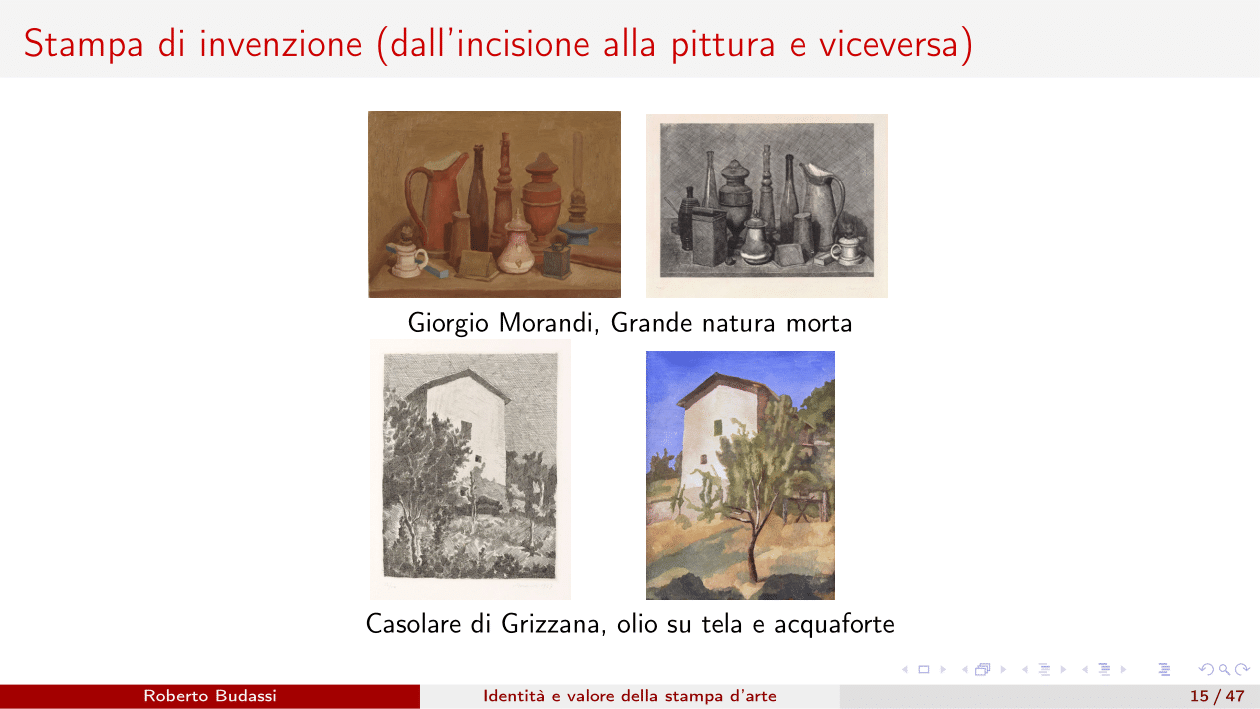 Stampa di invenzione (dall'incisione alla pittura e viceversa)
Giorgio Morandi, Grande natura morta
Casolare di Grizzana, olio su tela e acquaforte
Roberto Budassi
Identità e valore della stampa d'arte
15 / 47